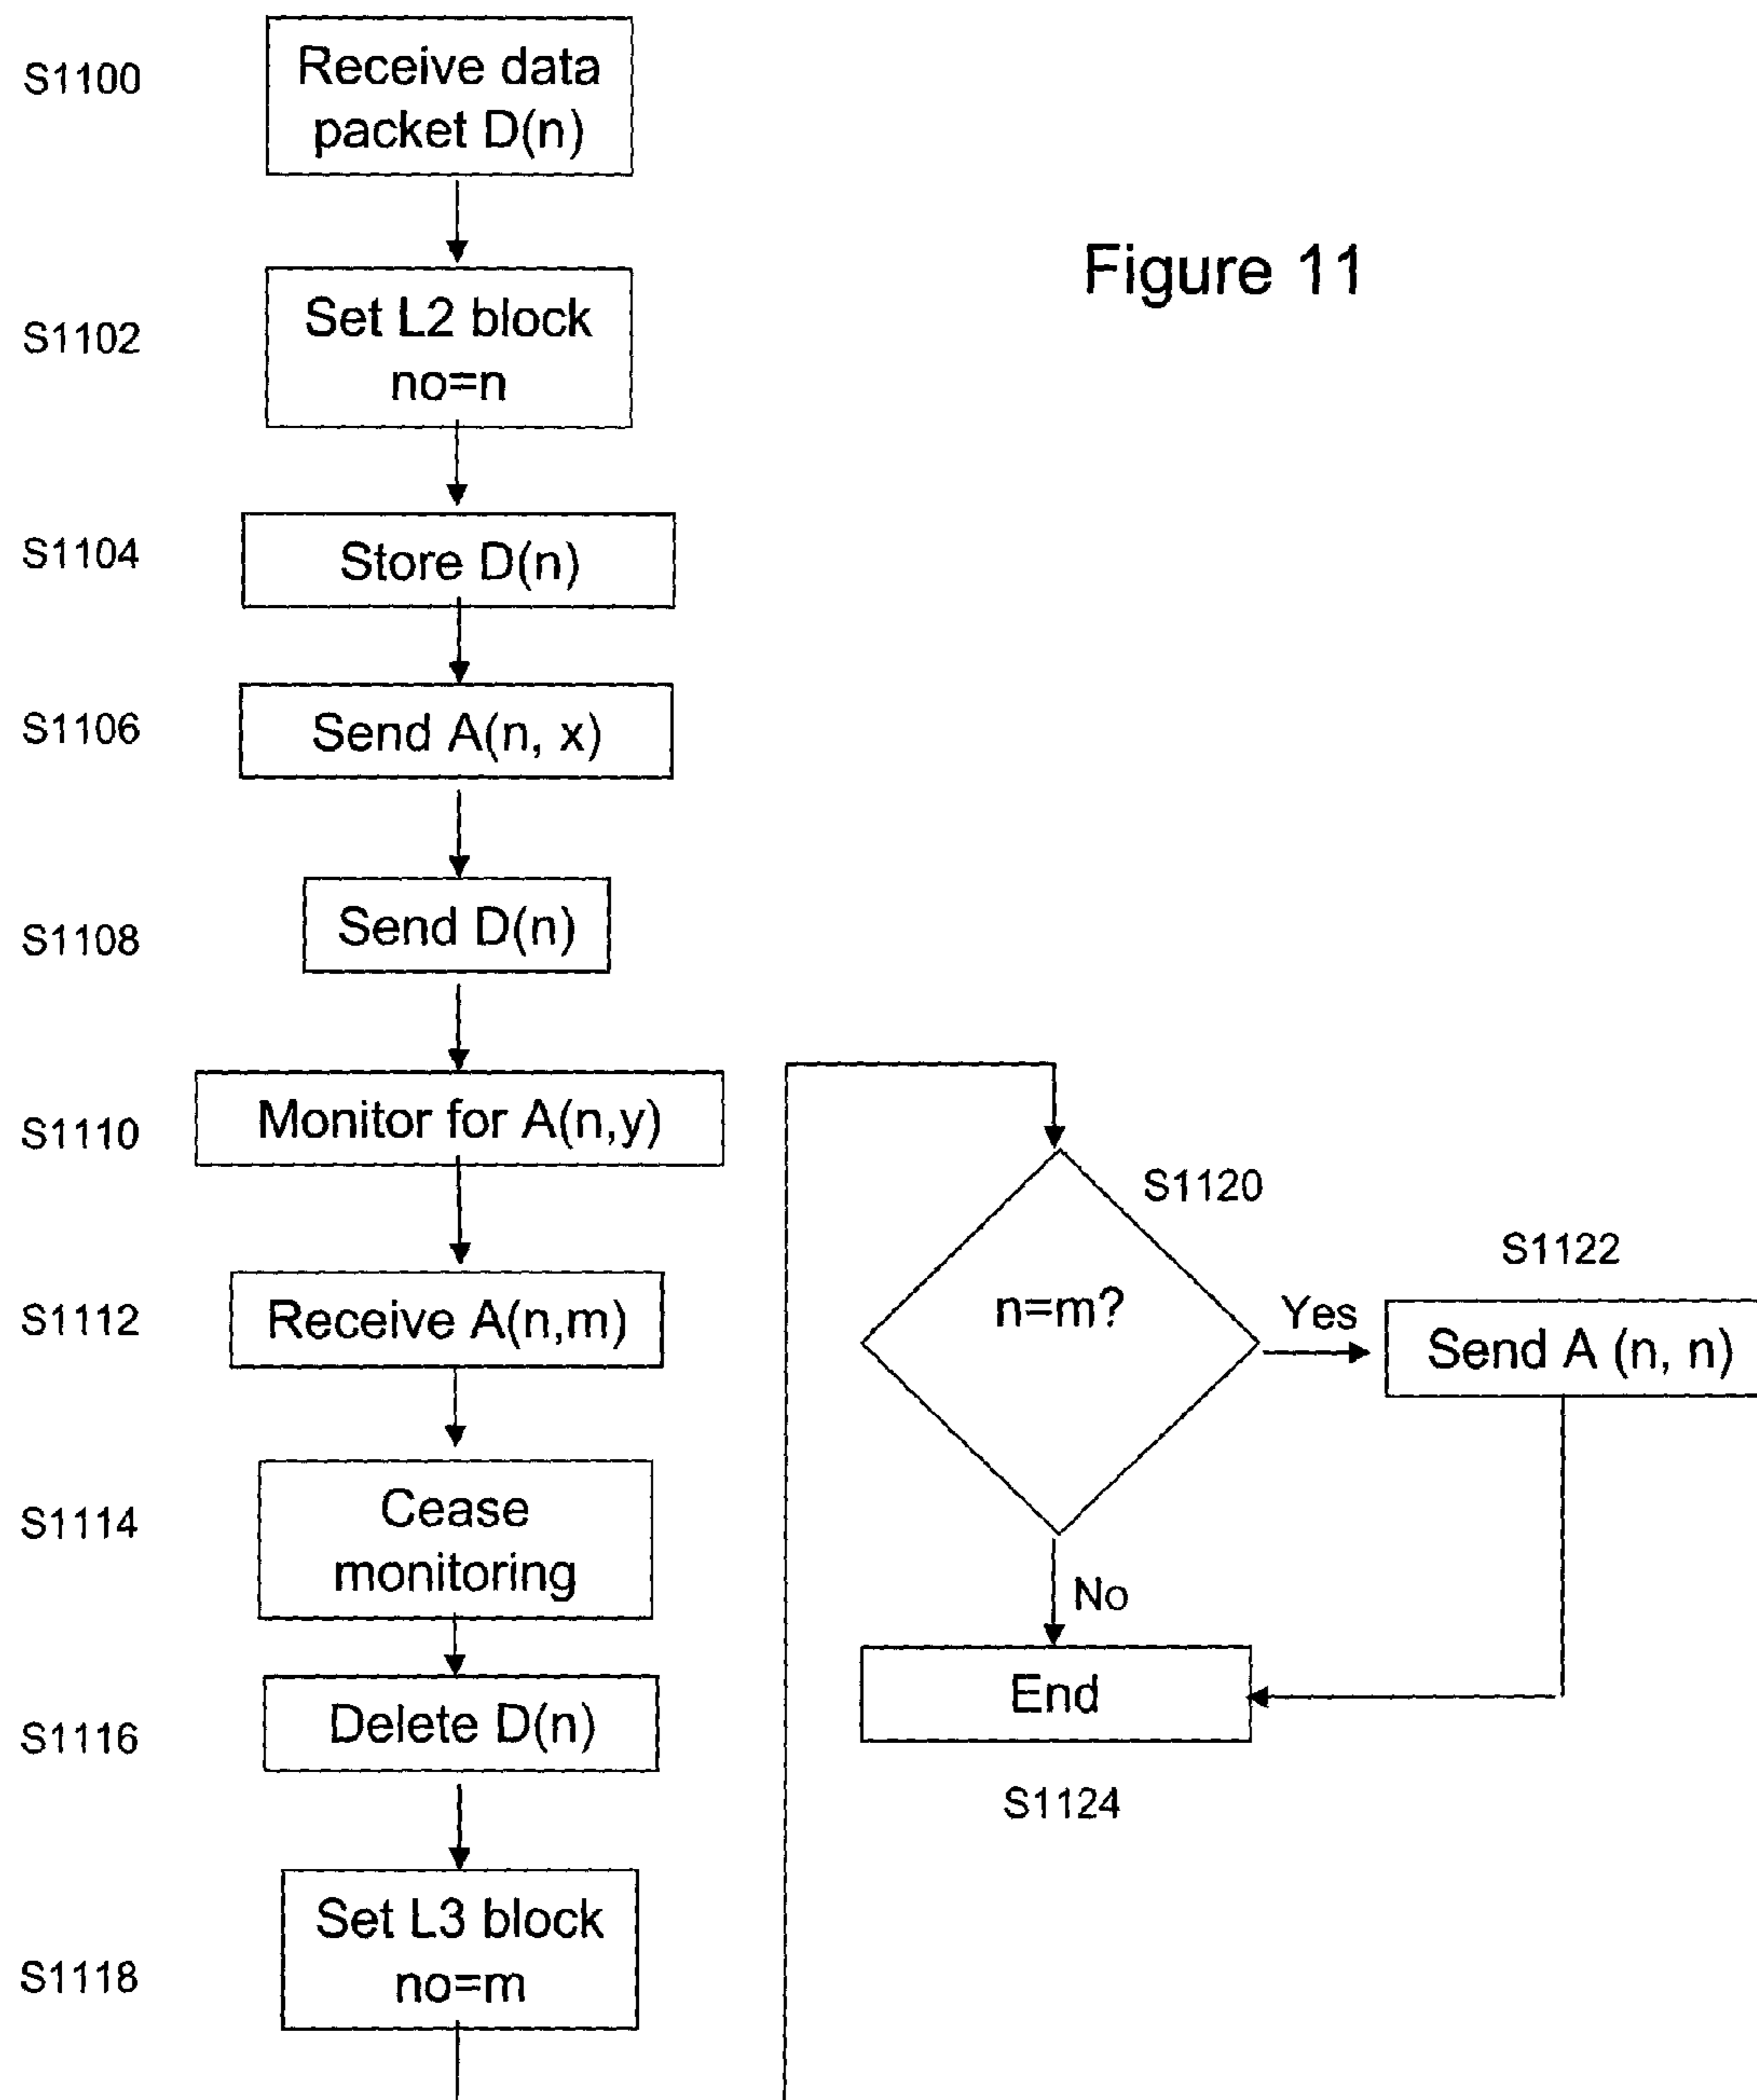 S1100
Receive data
packet D(n)
Figure 11
S1102
Set L2 block
no=n
S1104
Store D(n)
S1106
Send A(n, x)
S1108
Send D(n)
S1110
Monitor for A(n,y)
S1112
Receive A(n,m)
S1114
Cease
monitoring
S1116
Delete D(n)
S1118
Set L3 block
no=m
S1120
n=m?
Yes
S1122
Send A (n, n)
No
End
S1124